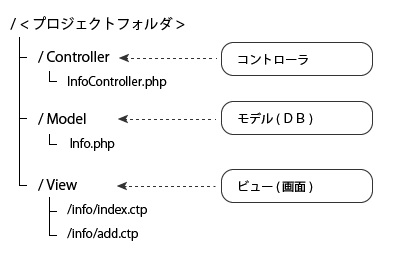 / < プロジェクトフォルダ >
/ Controller
コントローラ
InfoController.php
/ Model
モデル ( ＤＢ )
Info.php
/ View
ビュー ( 画面 )
/info/index.ctp
/info/add.ctp